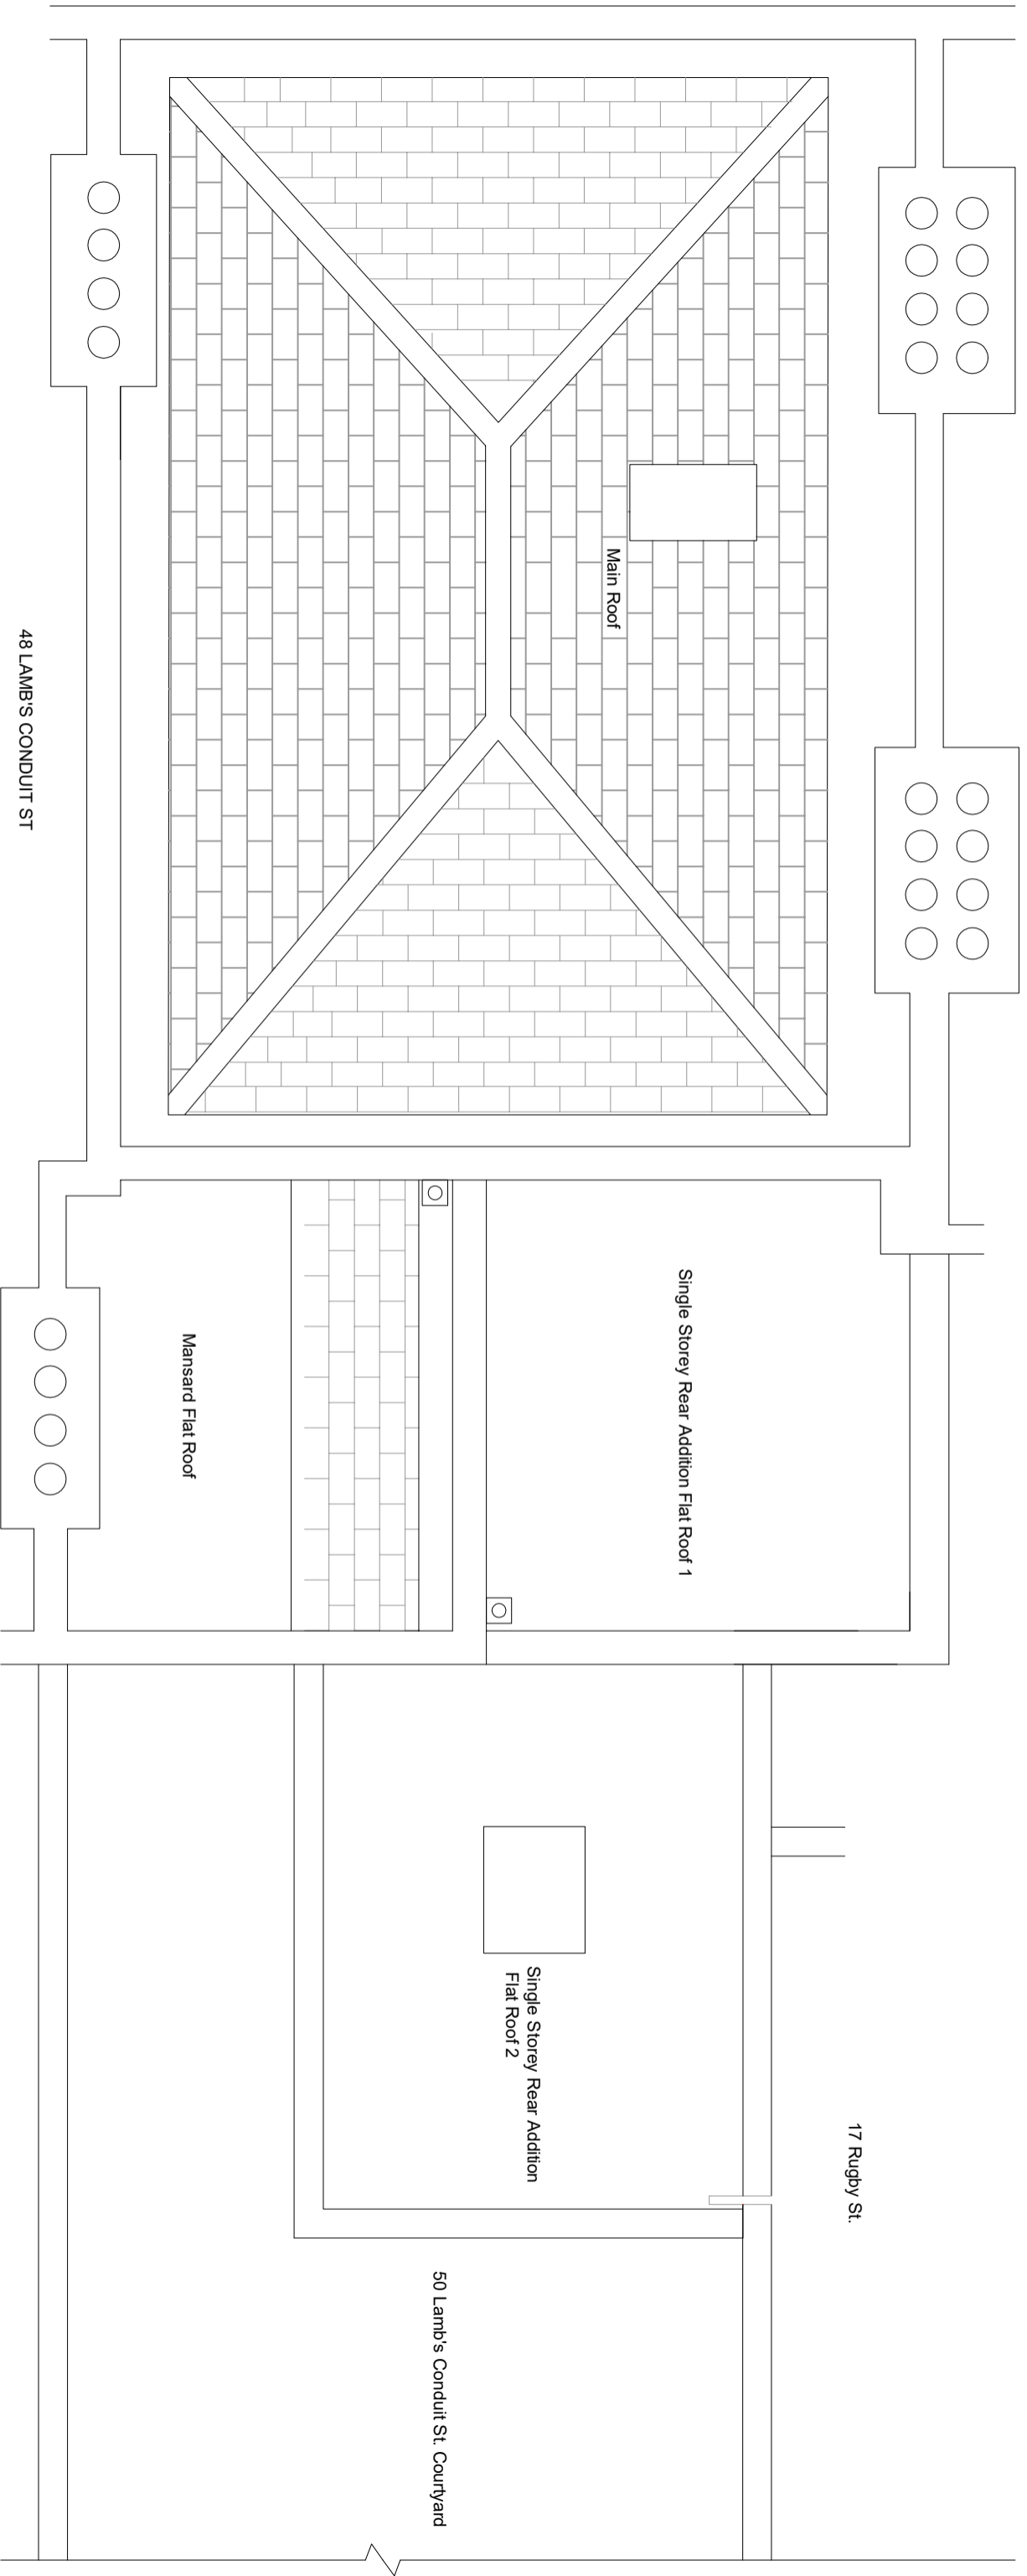 Main Roof
48 LAMB'S CONDUIT ST
Single Storey Rear Addition Flat Roof 1
Mansard Flat Roof
Single Storey Rear Addition
Flat Roof 2
17 Rugby St.
50 Lamb's Conduit St. Courtyard